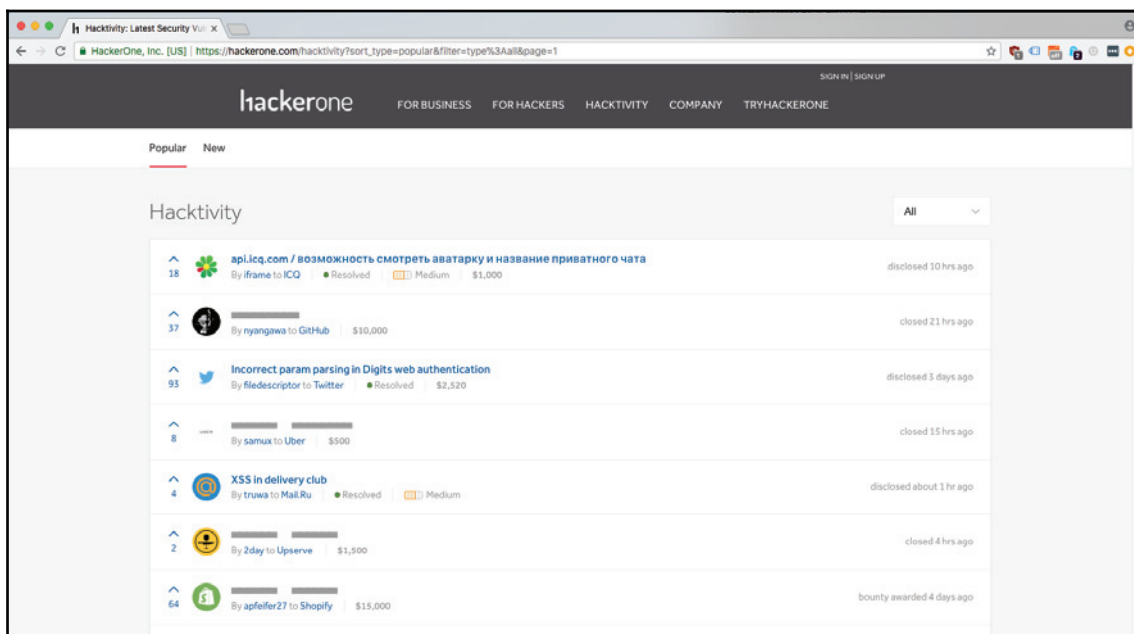 Hacktivity: Latest Security Vul
HackerOne, Inc. [US] https://hackerone.com/hacktivity?sort_type=popular&filter=type%3Aall&page=1
SIGN IN | SIGN UP
hackerone FOR BUSINESS FOR HACKERS HACKTIVITY COMPANY TRYHACKERONE
Popular New
Hacktivity All
api.icq.com / возможность смотреть аватарку и название приватного чата
18 By iframe to ICQ Resolved Medium $1,000 disclosed 10 hrs ago
37 By nyangawa to GitHub $10,000 closed 21 hrs ago
Incorrect param parsing in Digits web authentication
93 By filedescriptor to Twitter Resolved $2,520 disclosed 3 days ago
8 By samux to Uber $500 closed 15 hrs ago
XSS in delivery club
4 By truwa to Mail.Ru Resolved Medium disclosed about 1 hr ago
2 By 2day to Upserve $1,500 closed 4 hrs ago
64 By apfeifer27 to Shopify $15,000 bounty awarded 4 days ago